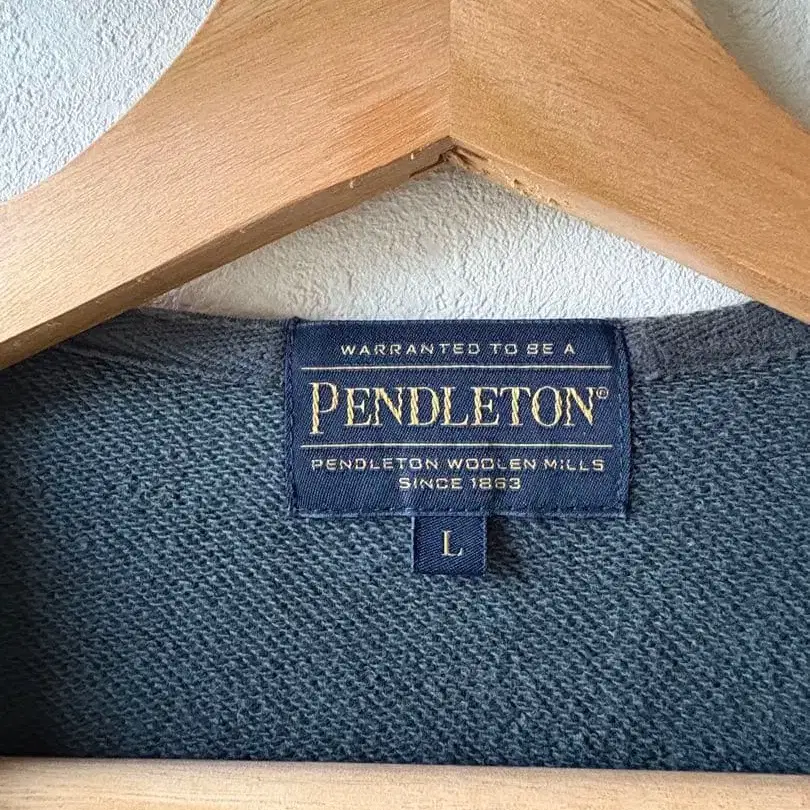 WARRANTED TO BE A
PENDLETON®
PENDLETON WOOLEN MILLS
SINCE 1863
L